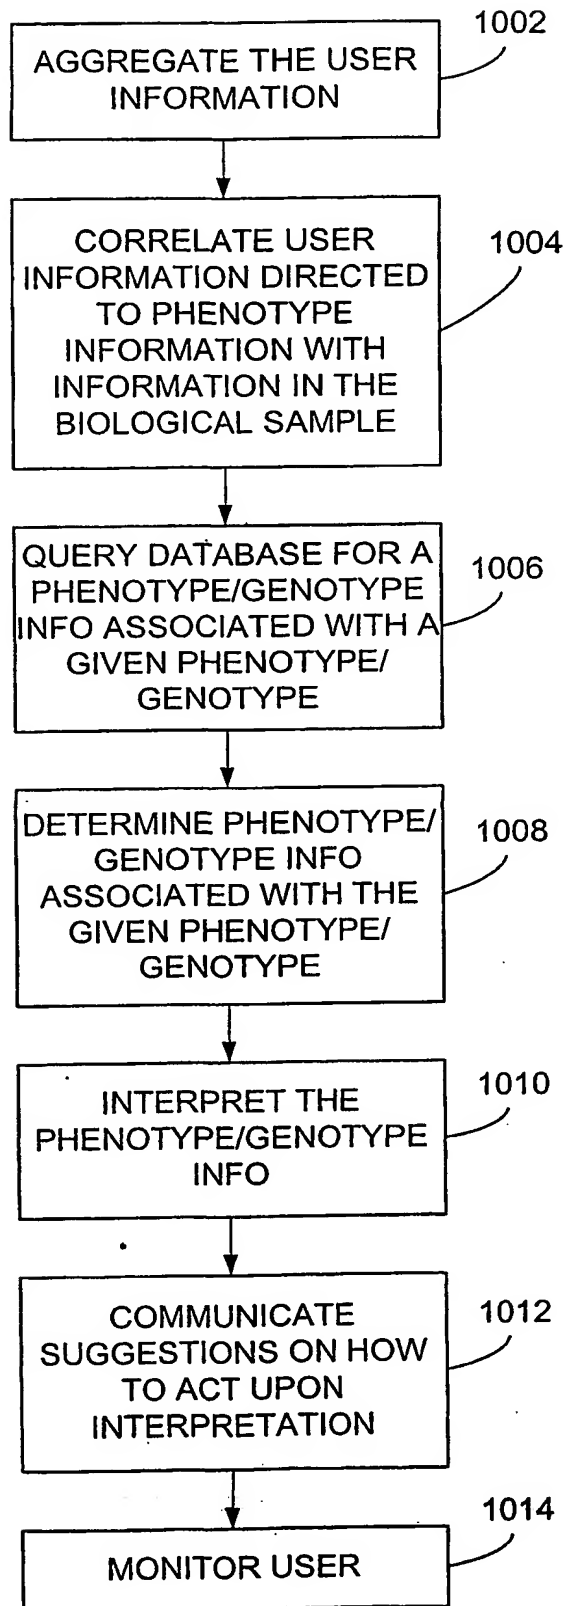 1002
AGGREGATE THE USER
INFORMATION
1004
CORRELATE USER
INFORMATION DIRECTED
TO PHENOTYPE
INFORMATION WITH
INFORMATION IN THE
BIOLOGICAL SAMPLE
1006
QUERY DATABASE FOR A
PHENOTYPE/GENOTYPE
INFO ASSOCIATED WITH A
GIVEN PHENOTYPE/
GENOTYPE
1008
DETERMINE PHENOTYPE/
GENOTYPE INFO
ASSOCIATED WITH THE
GIVEN PHENOTYPE/
GENOTYPE
1010
INTERPRET THE
PHENOTYPE/GENOTYPE
INFO
1012
COMMUNICATE
SUGGESTIONS ON HOW
TO ACT UPON
INTERPRETATION
1014
MONITOR USER